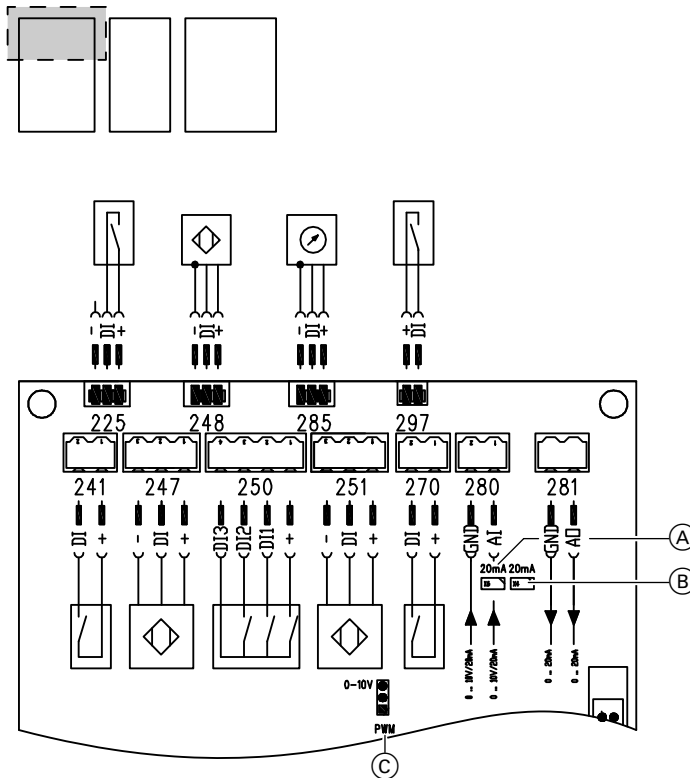 - DI +
- DI +
- DI +
+ DI
225 248 285 297
241 247 250 251 270 280 281
DI +
- DI +
DI3 DI2 DI1 +
- DI +
DI +
GND AI
GND AO
A
20mA 20mA
B
0 .. 10V/20mA
0 .. 10V/20mA
0 .. 20mA
0 .. 20mA
0-10V
PWM
C